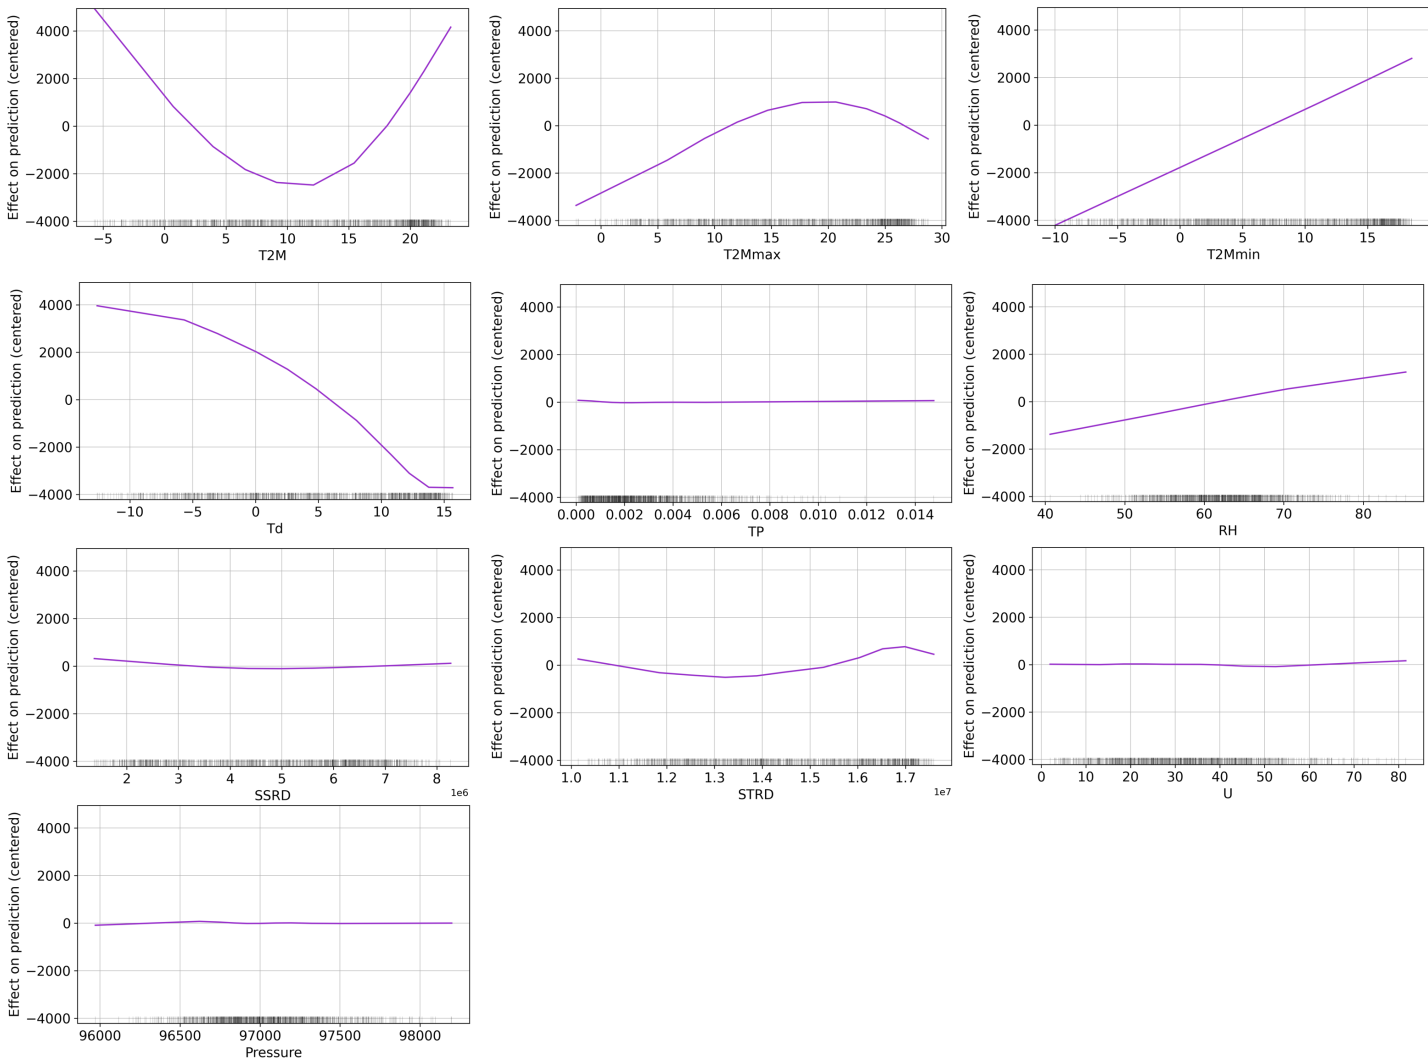 Effect on prediction (centered)
4000
2000
0
−2000
−4000
−5 0 5 10 15 20
T2M
Effect on prediction (centered)
4000
2000
0
−2000
−4000
0 5 10 15 20 25 30
T2Mmax
Effect on prediction (centered)
4000
2000
0
−2000
−4000
−10 −5 0 5 10 15
T2Mmin
Effect on prediction (centered)
4000
2000
0
−2000
−4000
−10 −5 0 5 10 15
Td
Effect on prediction (centered)
4000
2000
0
−2000
−4000
0.000 0.002 0.004 0.006 0.008 0.010 0.012 0.014
TP
Effect on prediction (centered)
4000
2000
0
−2000
−4000
40 50 60 70 80
RH
Effect on prediction (centered)
4000
2000
0
−2000
−4000
2 3 4 5 6 7 8
SSRD
1e6
Effect on prediction (centered)
4000
2000
0
−2000
−4000
1.0 1.1 1.2 1.3 1.4 1.5 1.6 1.7
STRD
1e7
Effect on prediction (centered)
4000
2000
0
−2000
−4000
0 10 20 30 40 50 60 70 80
U
Effect on prediction (centered)
4000
2000
0
−2000
−4000
96000 96500 97000 97500 98000
Pressure